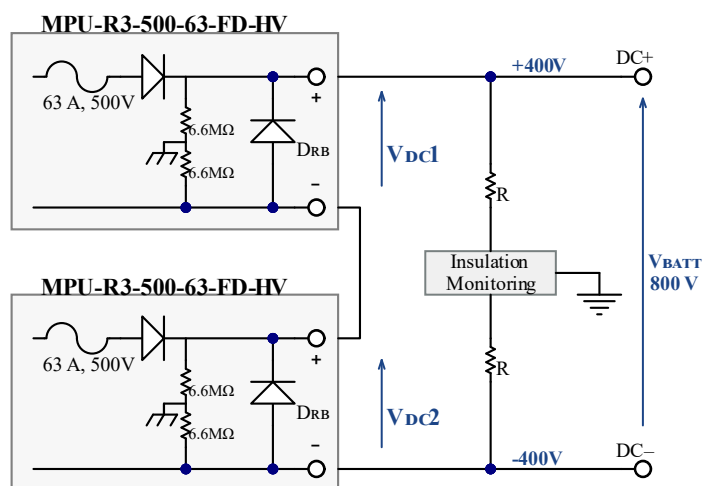 MPU-R3-500-63-FD-HV
63 A, 500V
6.6MΩ
6.6MΩ
DRB
+
−
VDC1
+400V
DC+
R
Insulation
Monitoring
VBATT
800 V
MPU-R3-500-63-FD-HV
63 A, 500V
6.6MΩ
6.6MΩ
DRB
+
−
VDC2
R
-400V
DC−